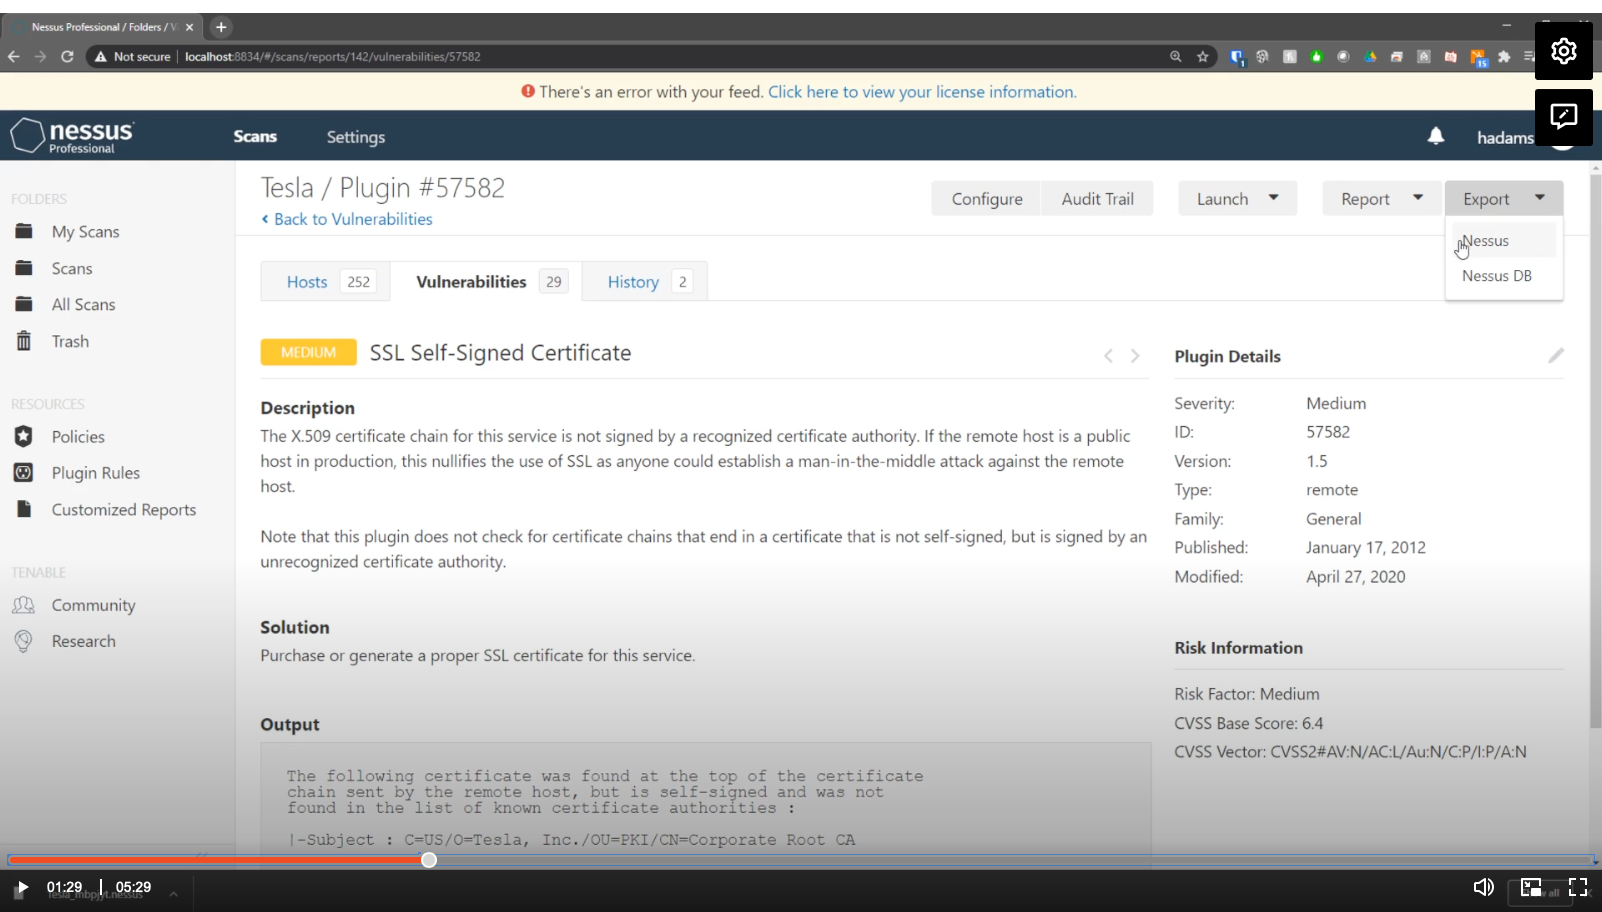 Nessus Professional / Folders / V
Not secure | localhost:8834/#/scans/reports/142/vulnerabilities/57582
There's an error with your feed. Click here to view your license information.
nessus
Professional
Scans
Settings
hadams
FOLDERS
My Scans
Scans
All Scans
Trash
RESOURCES
Policies
Plugin Rules
Customized Reports
TENABLE
Community
Research
Tesla / Plugin #57582
Back to Vulnerabilities
Configure
Audit Trail
Launch
Report
Export
Nessus
Nessus DB
Hosts 252
Vulnerabilities 29
History 2
MEDIUM SSL Self-Signed Certificate
Description
The X.509 certificate chain for this service is not signed by a recognized certificate authority. If the remote host is a public
host in production, this nullifies the use of SSL as anyone could establish a man-in-the-middle attack against the remote
host.
Note that this plugin does not check for certificate chains that end in a certificate that is not self-signed, but is signed by an
unrecognized certificate authority.
Solution
Purchase or generate a proper SSL certificate for this service.
Output
The following certificate was found at the top of the certificate
chain sent by the remote host, but is self-signed and was not
found in the list of known certificate authorities :
|-Subject : C=US/O=Tesla, Inc./OU=PKI/CN=Corporate Root CA
Plugin Details
Severity: Medium
ID: 57582
Version: 1.5
Type: remote
Family: General
Published: January 17, 2012
Modified: April 27, 2020
Risk Information
Risk Factor: Medium
CVSS Base Score: 6.4
CVSS Vector: CVSS2#AV:N/AC:L/Au:N/C:P/I:P/A:N
01:29 | 05:29